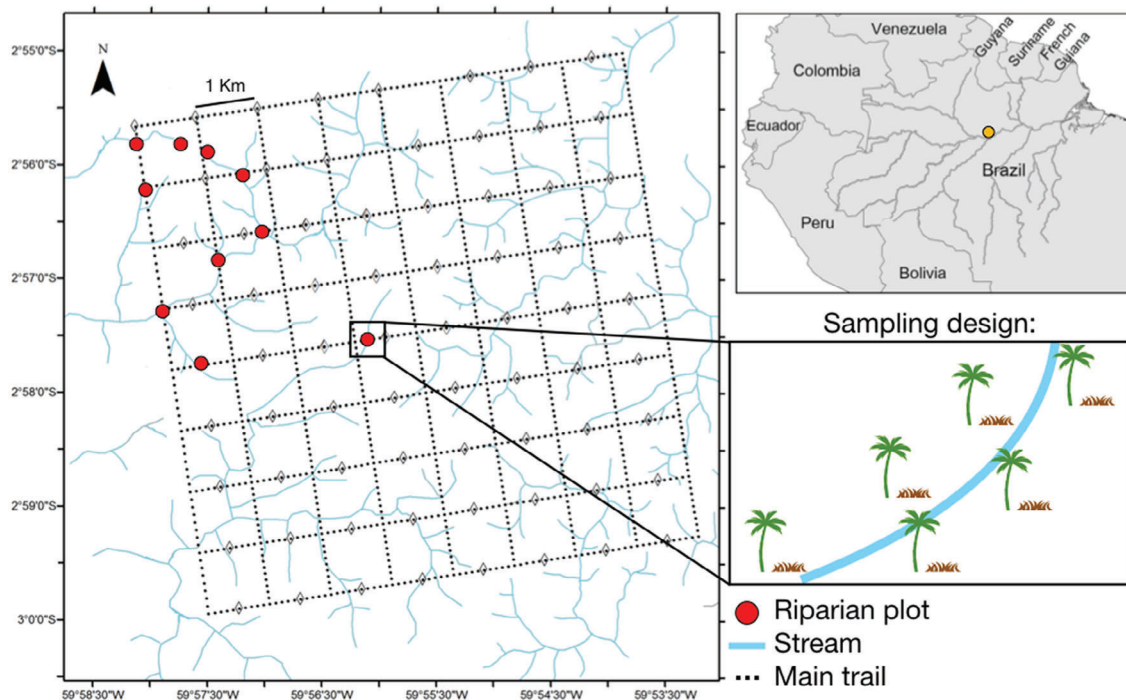 N
1 Km
2°55'0"S
2°56'0"S
2°57'0"S
2°58'0"S
2°59'0"S
3°0'0"S
59°58'30"W
59°57'30"W
59°56'30"W
59°55'30"W
59°54'30"W
59°53'30"W
Venezuela
Guyana
Suriname
French
Guiana
Colombia
Ecuador
Brazil
Peru
Bolivia
Sampling design:
Riparian plot
Stream
Main trail